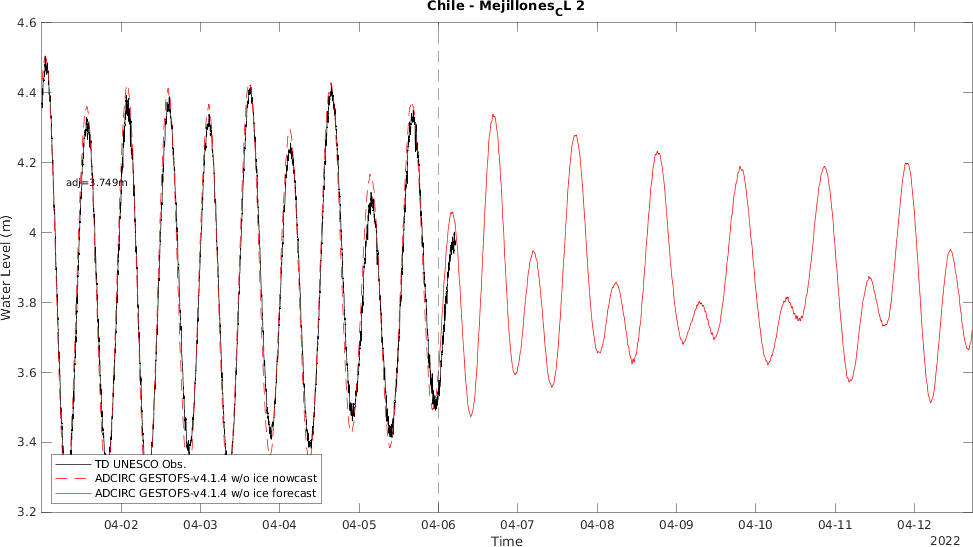 Chile - Mejillones_CL 2
4.6
4.4
4.2
4
3.8
3.6
3.4
3.2
Water Level (m)
adj=3.749m
TD UNESCO Obs.
ADCIRC GESTOFS-v4.1.4 w/o ice nowcast
ADCIRC GESTOFS-v4.1.4 w/o ice forecast
04-02 04-03 04-04 04-05 04-06 04-07 04-08 04-09 04-10 04-11 04-12
Time
2022